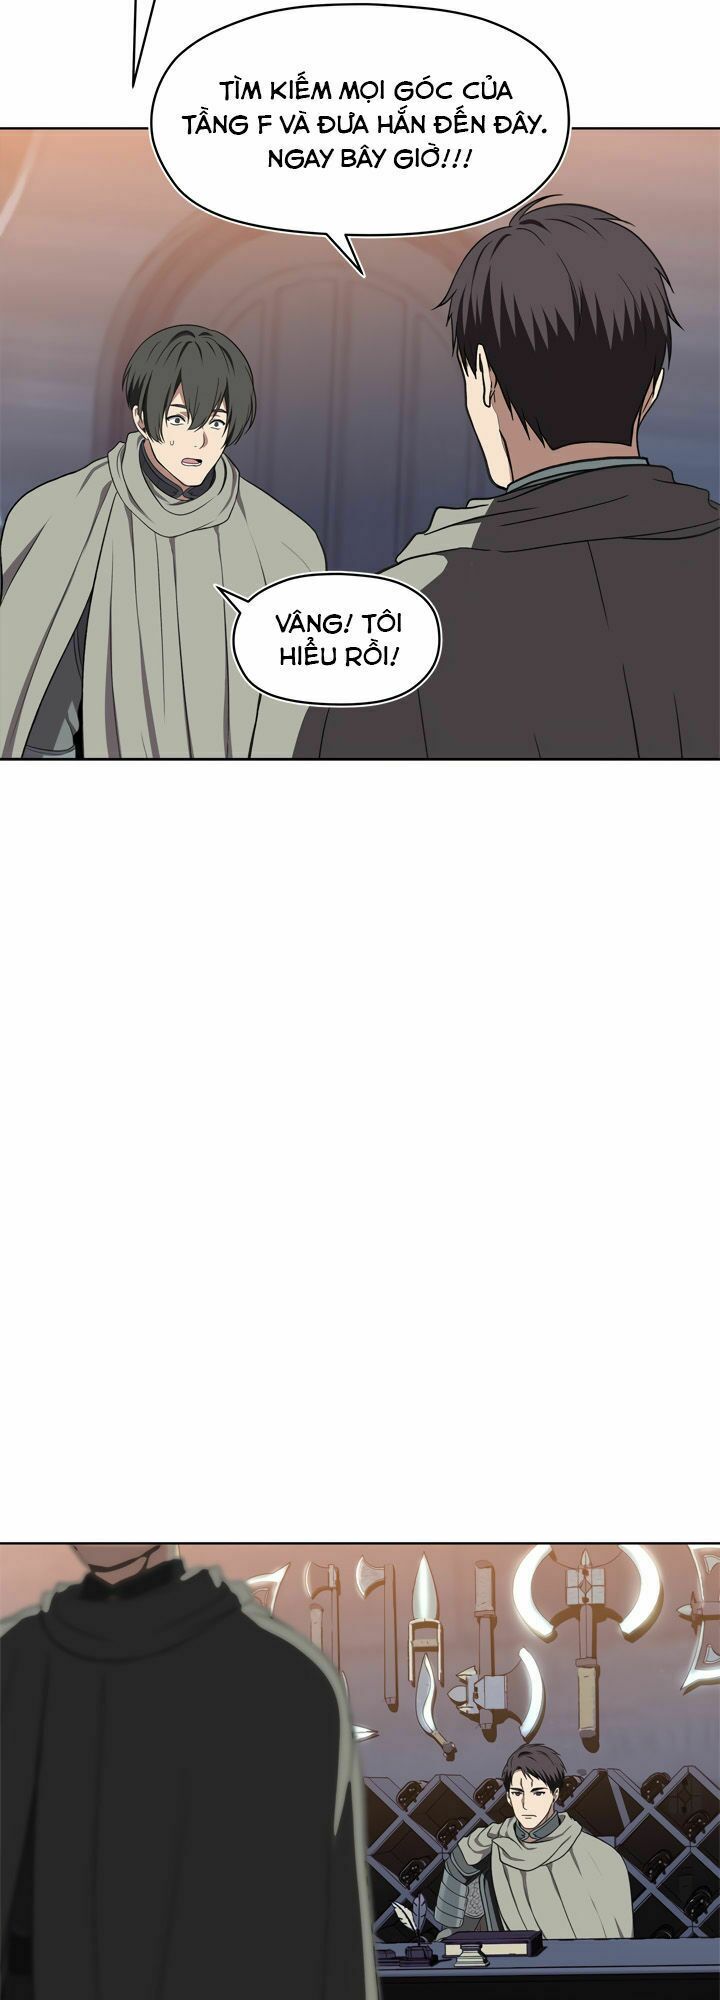 TÌM KIẾM MỌI GÓC CỦA
TẦNG F VÀ ĐƯA HẮN ĐẾN ĐÂY.
NGAY BÂY GIỜ!!!
VÂNG! TÔI
HIỂU RỒI!